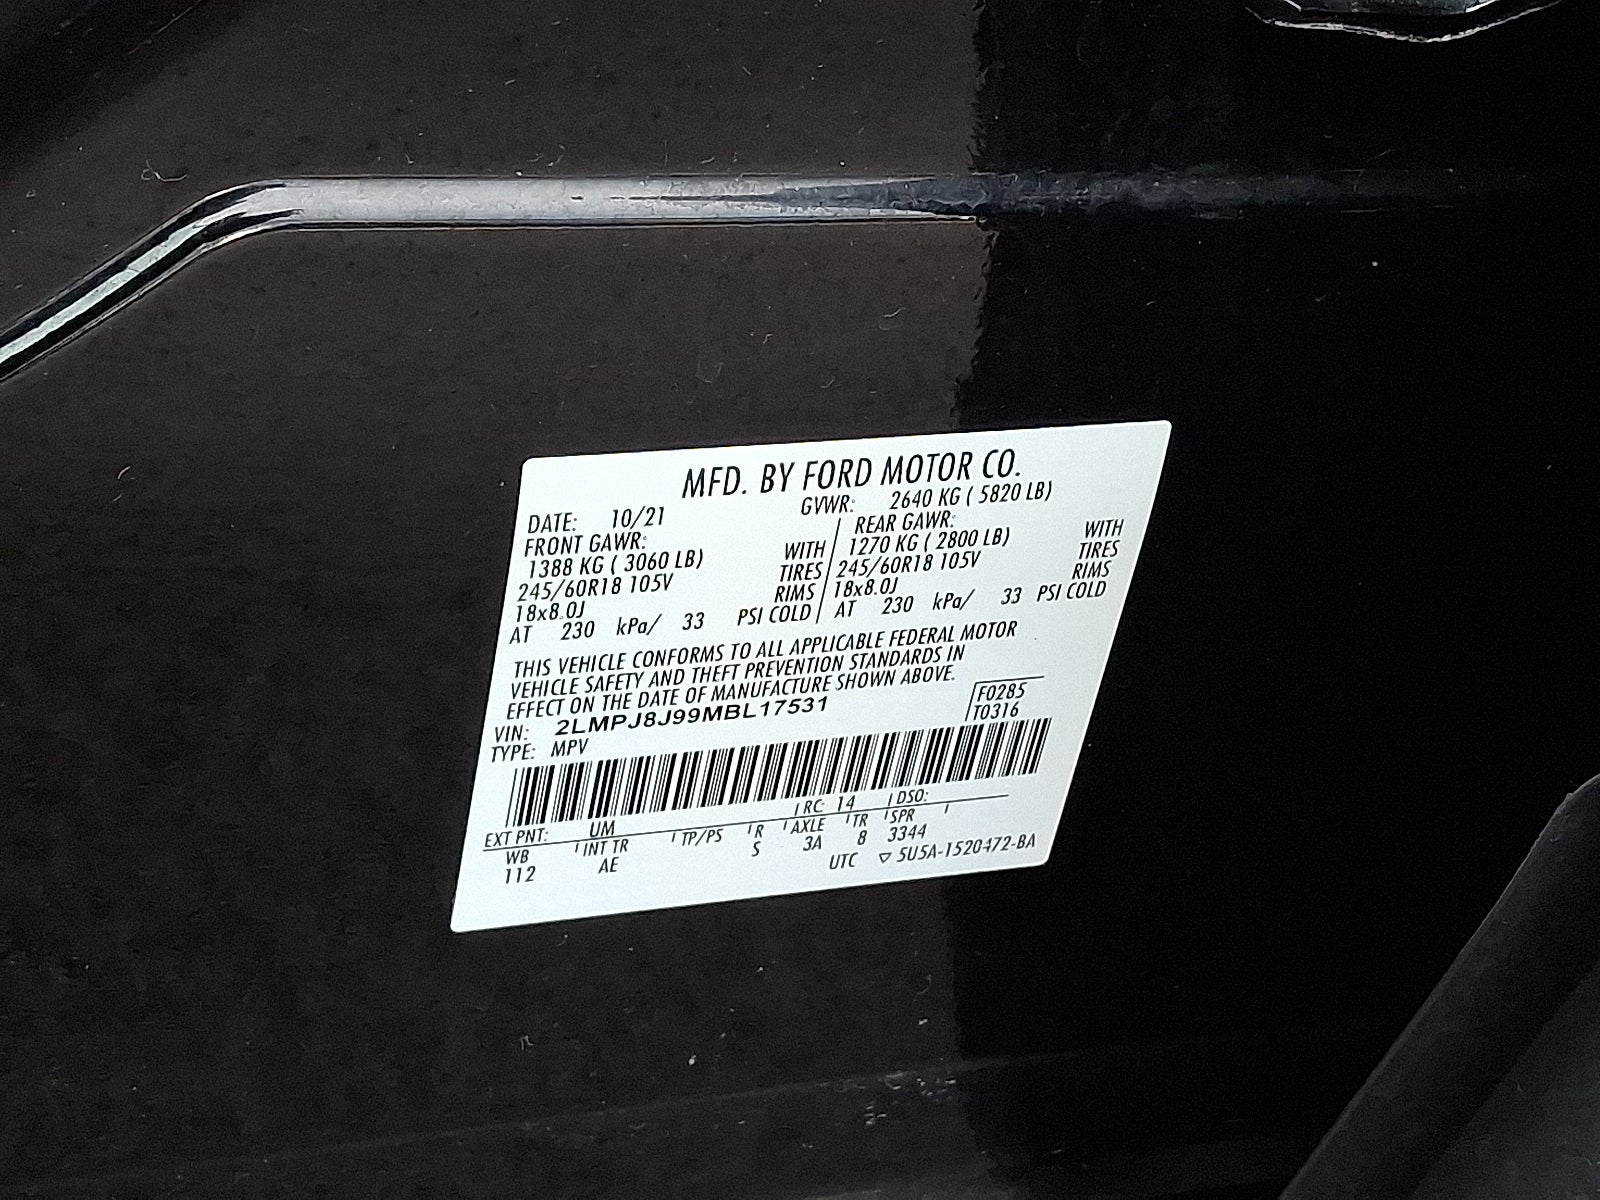 MFD. BY FORD MOTOR CO.
DATE: 10/21 GVWR: 2640 KG ( 5820 LB)
FRONT GAWR: REAR GAWR:
1388 KG ( 3060 LB) WITH 1270 KG ( 2800 LB) WITH
245/60R18 105V TIRES 245/60R18 105V TIRES
18x8.0J RIMS 18x8.0J RIMS
AT 230 kPa/ 33 PSI COLD AT 230 kPa/ 33 PSI COLD
THIS VEHICLE CONFORMS TO ALL APPLICABLE FEDERAL MOTOR
VEHICLE SAFETY AND THEFT PREVENTION STANDARDS IN
EFFECT ON THE DATE OF MANUFACTURE SHOWN ABOVE.
VIN: 2LMPJ8J99MBL17531 F0285
TYPE: MPV T0316
EXT PNT: UM RC: 14 DSO:
WB INT TR TP/PS R AXLE TR SPR
112 AE S 3A 8 3344
UTC ▽ 5U5A-1520472-BA